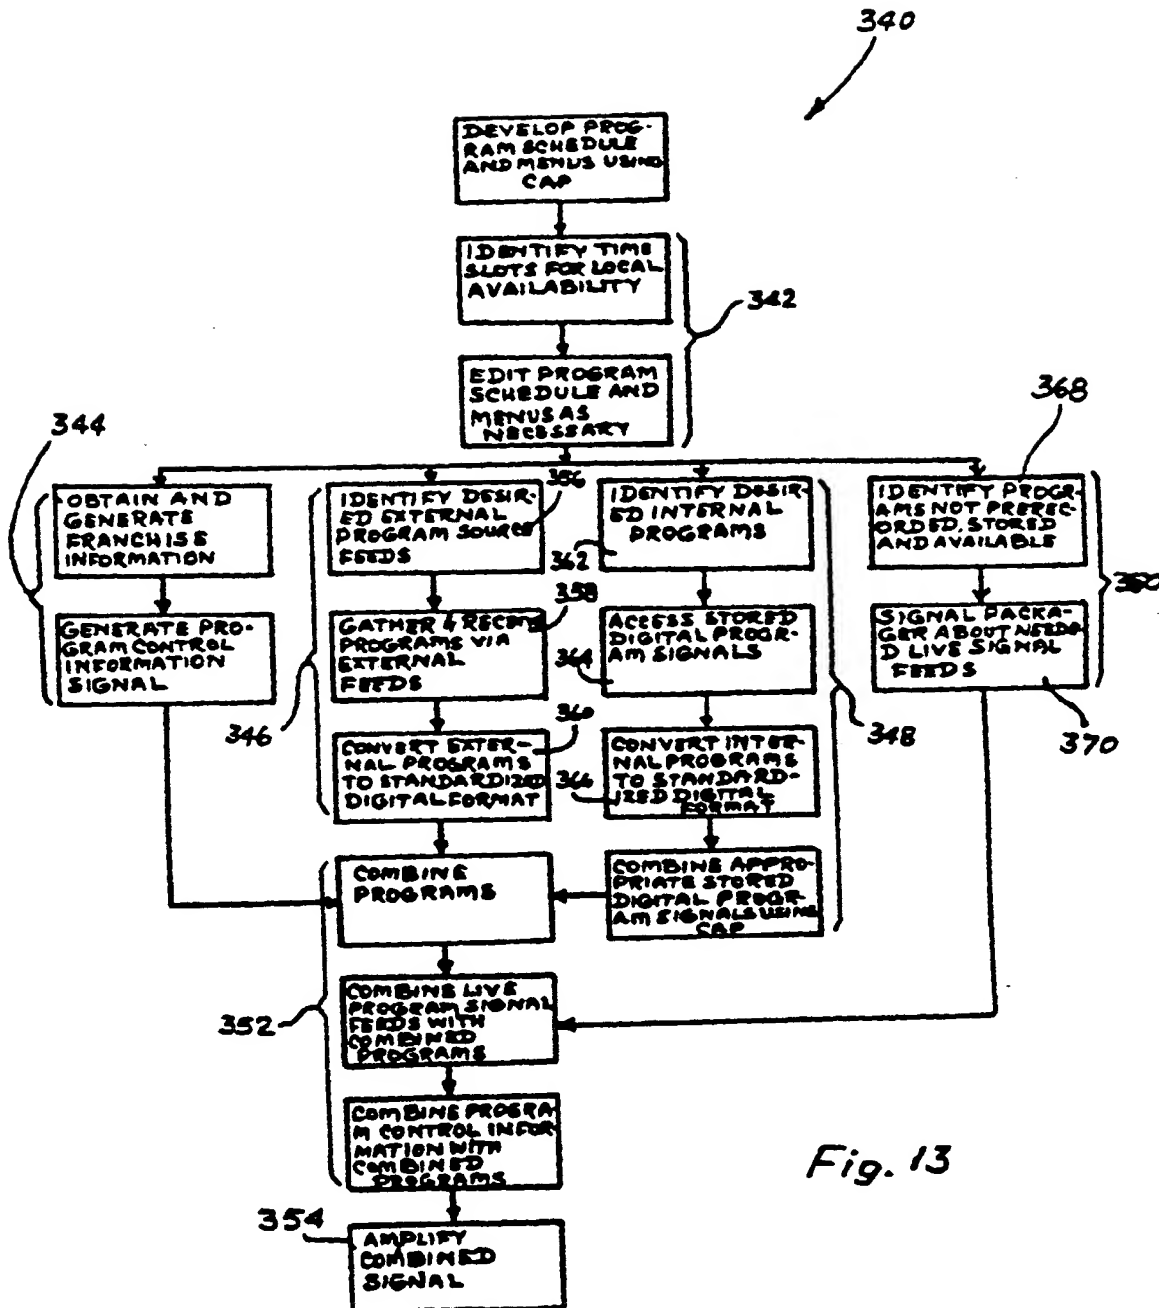 340
DEVELOP PROG-
RAM SCHEDULE
AND MENUS USING
CAP
IDENTIFY TIME
SLOTS FOR LOCAL
AVAILABILITY
342
EDIT PROGRAM
SCHEDULE AND
MENUS AS
NECESSARY
344
OBTAIN AND
GENERATE
FRANCHISE
INFORMATION
GENERATE PRO-
GRAM CONTROL
INFORMATION
SIGNAL
346
IDENTIFY DESIR-
ED EXTERNAL
PROGRAM SOURCE
FEEDS
356
GATHER &
PROGRAMS VIA
EXTERNAL
FEEDS
358
CONVERT EXTER-
NAL PROGRAMS
TO STANDARDIZED
DIGITAL FORMAT
360
IDENTIFY DESIR-
ED INTERNAL
PROGRAMS
362
ACCESS STORED
DIGITAL PROGR-
AM SIGNALS
364
348
CONVERT INTER-
NAL PROGRAMS
TO STANDARD-
IZED DIGITAL
FORMAT
366
COMBINE APPRO-
PRIATE STORED
DIGITAL PROGR-
AM SIGNALS USING
CAP
368
IDENTIFY PROGR-
AMS NOT PREREC-
ORDED, STORED
AND AVAILABLE
SIGNAL PACKA-
GER ABOUT NEEDE-
D LIVE SIGNAL
FEEDS
370
352
COMBINE
PROGRAMS
COMBINE LIVE
PROGRAM SIGNAL
FEEDS WITH
COMBINED
PROGRAMS
COMBINE PROGRA-
M CONTROL INFOR-
MATION WITH
COMBINED
PROGRAMS
354
AMPLIFY
COMBINED
SIGNAL
Fig. 13